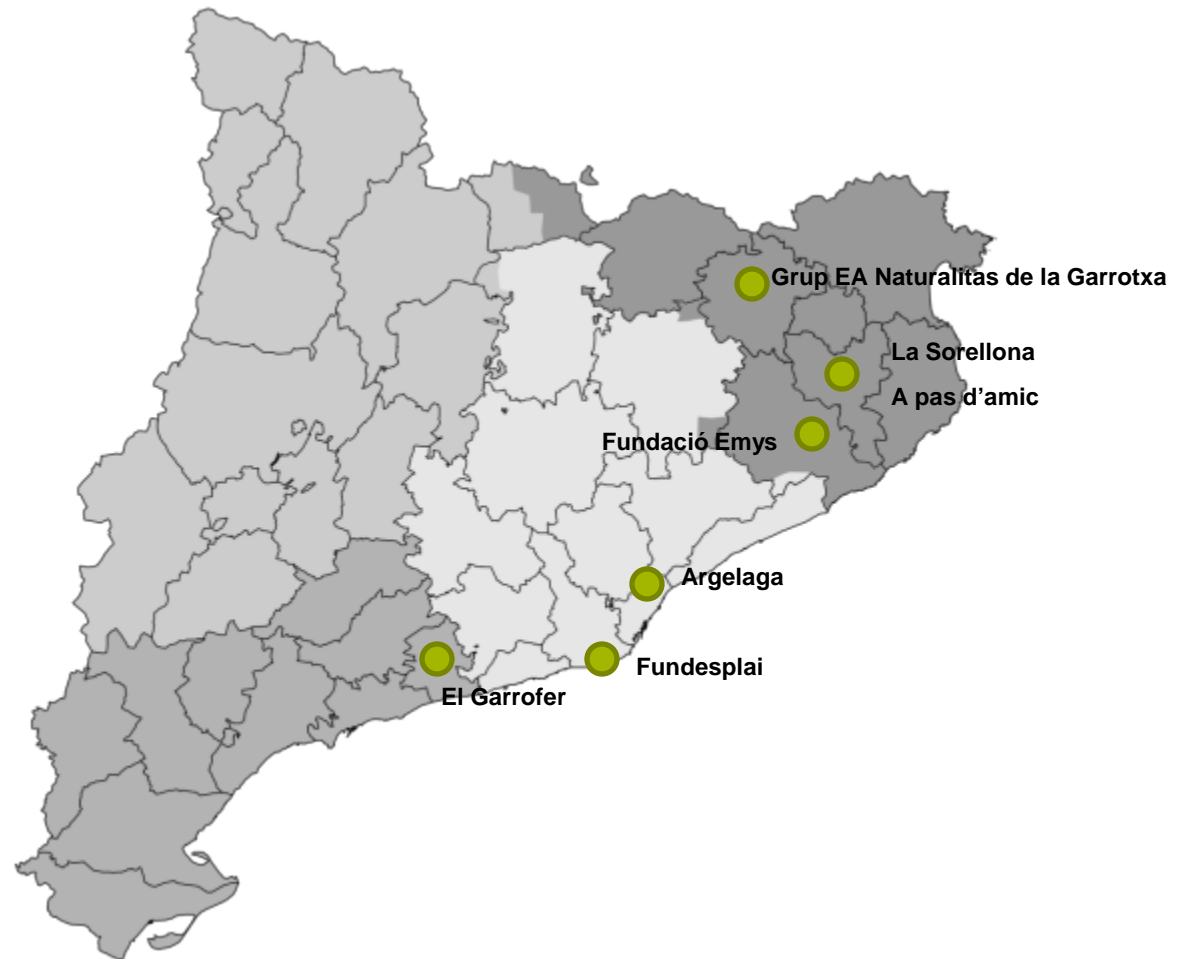 Grup EA Naturalitas de la Garrotxa
La Sorellona
A pas d’amic
Fundació Emys
Argelaga
Fundesplai
El Garrofer